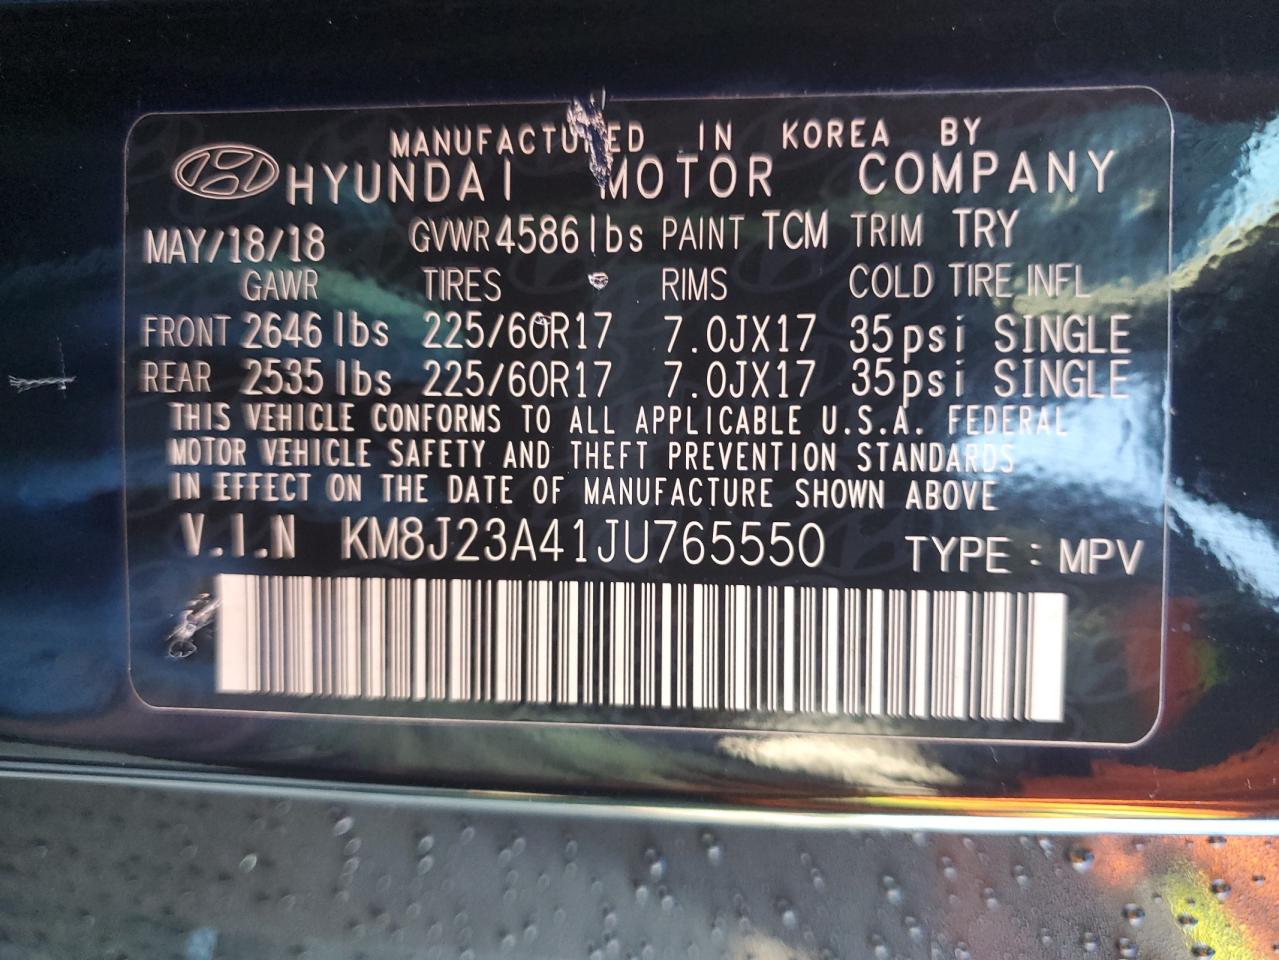 MANUFACTURED IN KOREA BY
HYUNDAI MOTOR COMPANY
MAY/18/18 GVWR 4586lbs PAINT TCM TRIM TRY
GAWR TIRES RIMS COLD TIRE INFL
FRONT 2646 lbs 225/60R17 7.0JX17 35psi SINGLE
REAR 2535 lbs 225/60R17 7.0JX17 35psi SINGLE
THIS VEHICLE CONFORMS TO ALL APPLICABLE U.S.A. FEDERAL
MOTOR VEHICLE SAFETY AND THEFT PREVENTION STANDARDS
IN EFFECT ON THE DATE OF MANUFACTURE SHOWN ABOVE
V.I.N KM8J23A41JU765550 TYPE : MPV